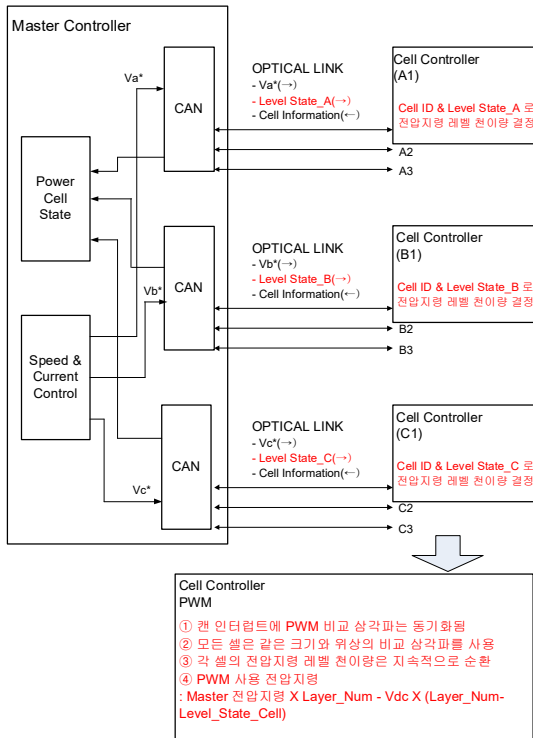 Master Controller
Va*
CAN
Power
Cell
State
Vb*
CAN
Speed &
Current
Control
CAN
Vc*
OPTICAL LINK
- Va*(→)
- Level State_A(→)
- Cell Information(←)
A2
A3
Cell Controller
(A1)
Cell ID & Level State_A 로
전압지령 레벨 천이량 결정
OPTICAL LINK
- Vb*(→)
- Level State_B(→)
- Cell Information(←)
B2
B3
Cell Controller
(B1)
Cell ID & Level State_B 로
전압지령 레벨 천이량 결정
OPTICAL LINK
- Vc*(→)
- Level State_C(→)
- Cell Information(←)
C2
C3
Cell Controller
(C1)
Cell ID & Level State_C 로
전압지령 레벨 천이량 결정
Cell Controller
PWM
① 캔 인터럽트에 PWM 비교 삼각파는 동기화됨
② 모든 셀은 같은 크기와 위상의 비교 삼각파를 사용
③ 각 셀의 전압지령 레벨 천이량은 지속적으로 순환
④ PWM 사용 전압지령
: Master 전압지령 X Layer_Num - Vdc X (Layer_Num-
Level_State_Cell)